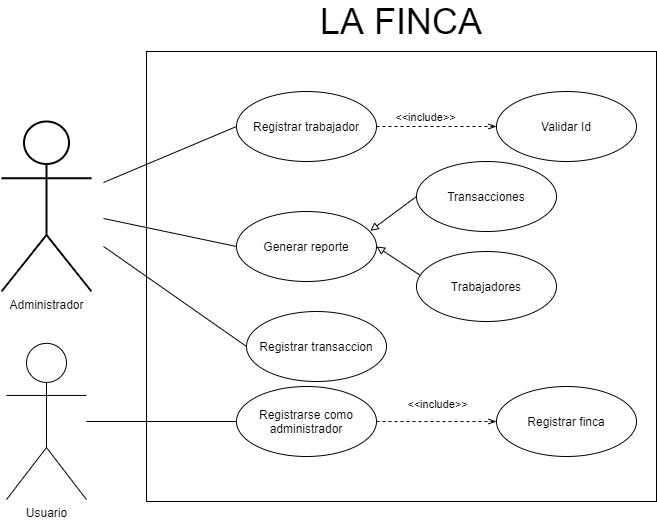 LA FINCA
Registrar trabajador
<<include>>
Validar Id
Transacciones
Generar reporte
Trabajadores
Administrador
Registrar transaccion
Registrarse como
administrador
<<include>>
Registrar finca
Usuario